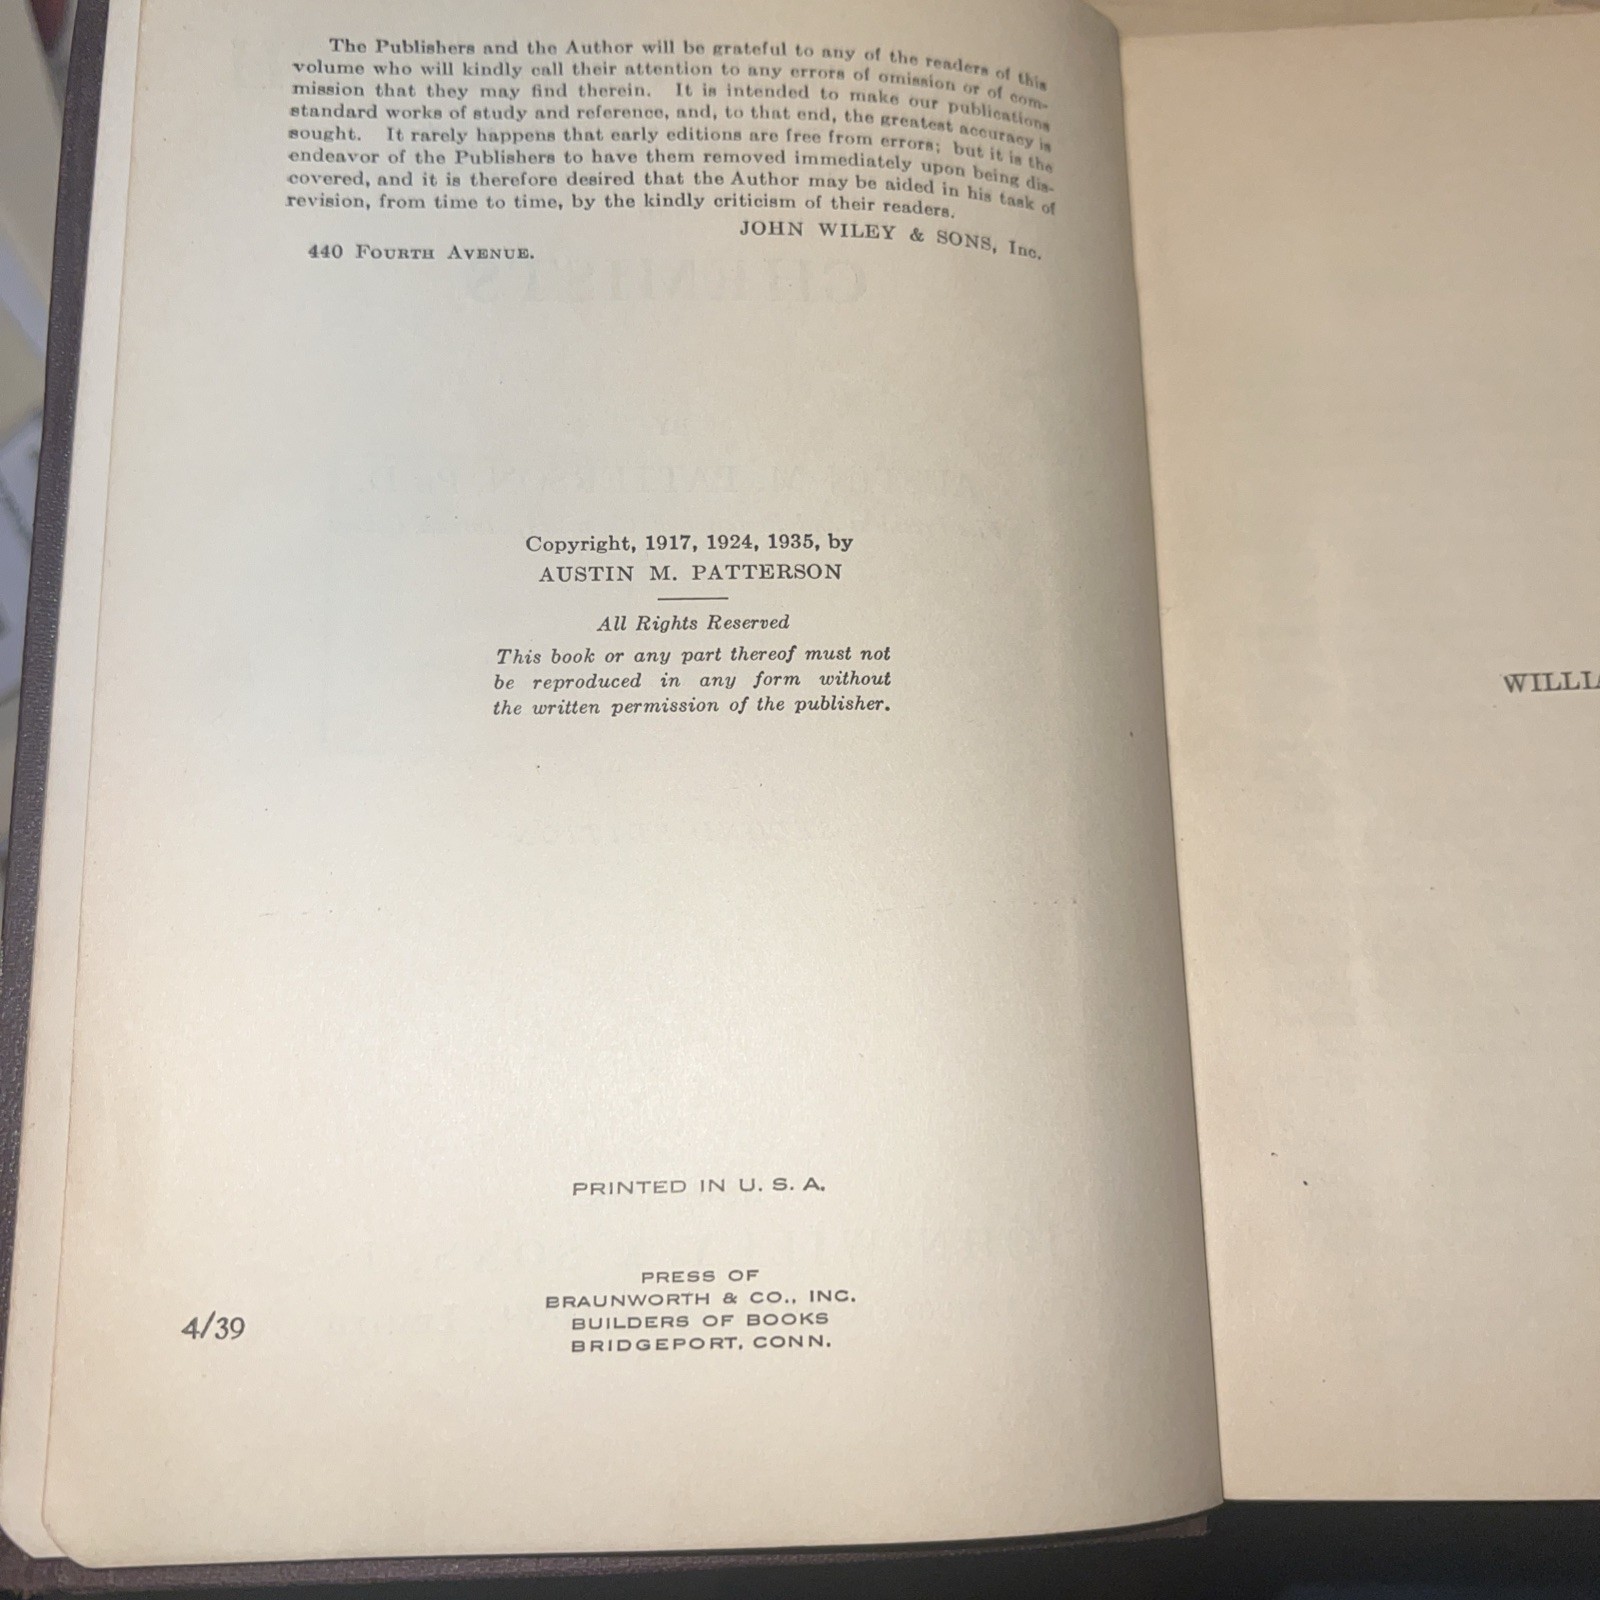 The Publishers and the Author will be grateful to any of the readers of this
volume who will kindly call their attention to any errors of omission or of com-
mission that they may find therein. It is intended to make our publications
standard works of study and reference, and, to that end, the greatest accuracy is
sought. It rarely happens that early editions are free from errors; but it is the
endeavor of the Publishers to have them removed immediately upon being dis-
covered, and it is therefore desired that the Author may be aided in his task of
revision, from time to time, by the kindly criticism of their readers.
JOHN WILEY & SONS, Inc.
440 Fourth Avenue.
Copyright, 1917, 1924, 1935, by
AUSTIN M. PATTERSON
All Rights Reserved
This book or any part thereof must not
be reproduced in any form without
the written permission of the publisher.
PRINTED IN U. S. A.
PRESS OF
BRAUNWORTH & CO., INC.
BUILDERS OF BOOKS
BRIDGEPORT, CONN.
4/39